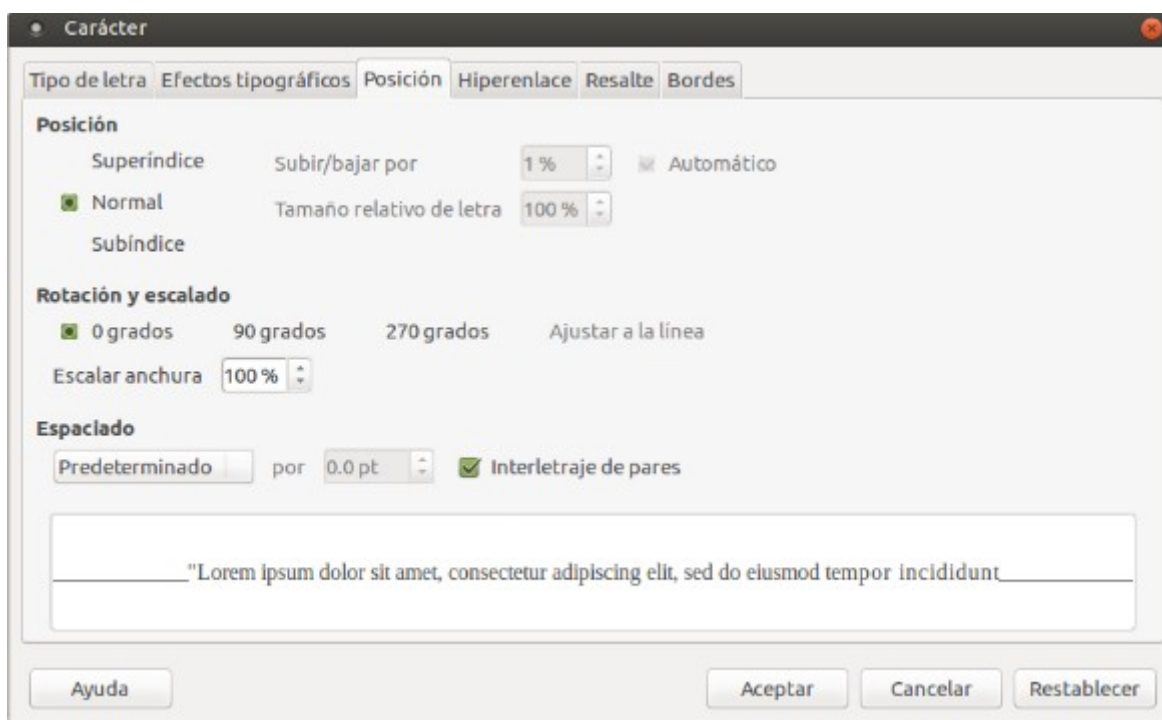 Carácter
Tipo de letra Efectos tipográficos Posición Hiperenlace Resalte Bordes
Posición
Superíndice Subir/bajar por 1 % Automático
Normal Tamaño relativo de letra 100 %
Subíndice
Rotación y escalado
0 grados 90 grados 270 grados Ajustar a la línea
Escalar anchura 100 %
Espaciado
Predeterminado por 0.0 pt Interletraje de pares
"Lorem ipsum dolor sit amet, consectetur adipiscing elit, sed do eiusmod tempor incididunt
Ayuda Aceptar Cancelar Restablecer